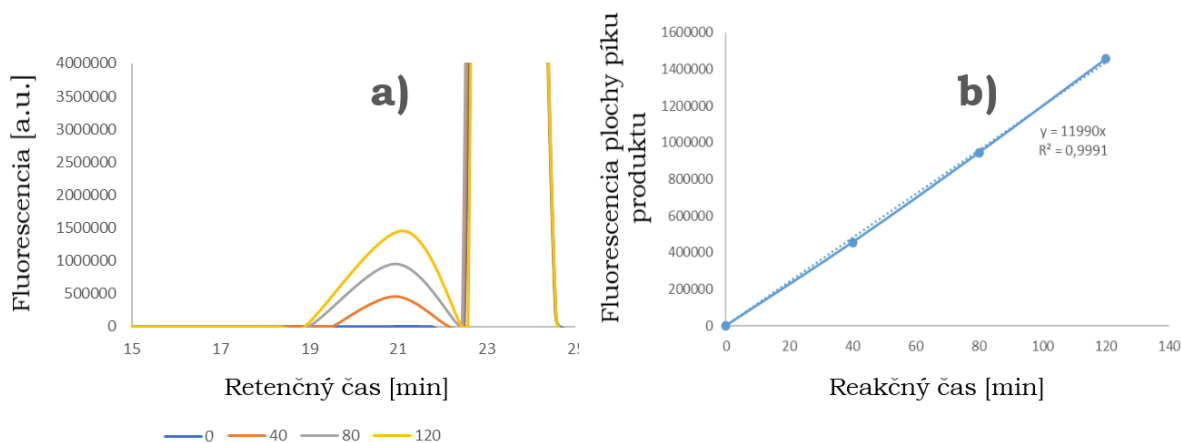 Fluorescencia [a.u.]
4000000
3500000
3000000
2500000
2000000
1500000
1000000
500000
0
a)
15 17 19 21 23
Retenčný čas [min]
0 40 80 120
Fluorescencia plochy píku
produktu
1600000
1400000
1200000
1000000
800000
600000
400000
200000
0
b)
y = 11990x
R² = 0,9991
0 20 40 60 80 100 120 140
Reakčný čas [min]